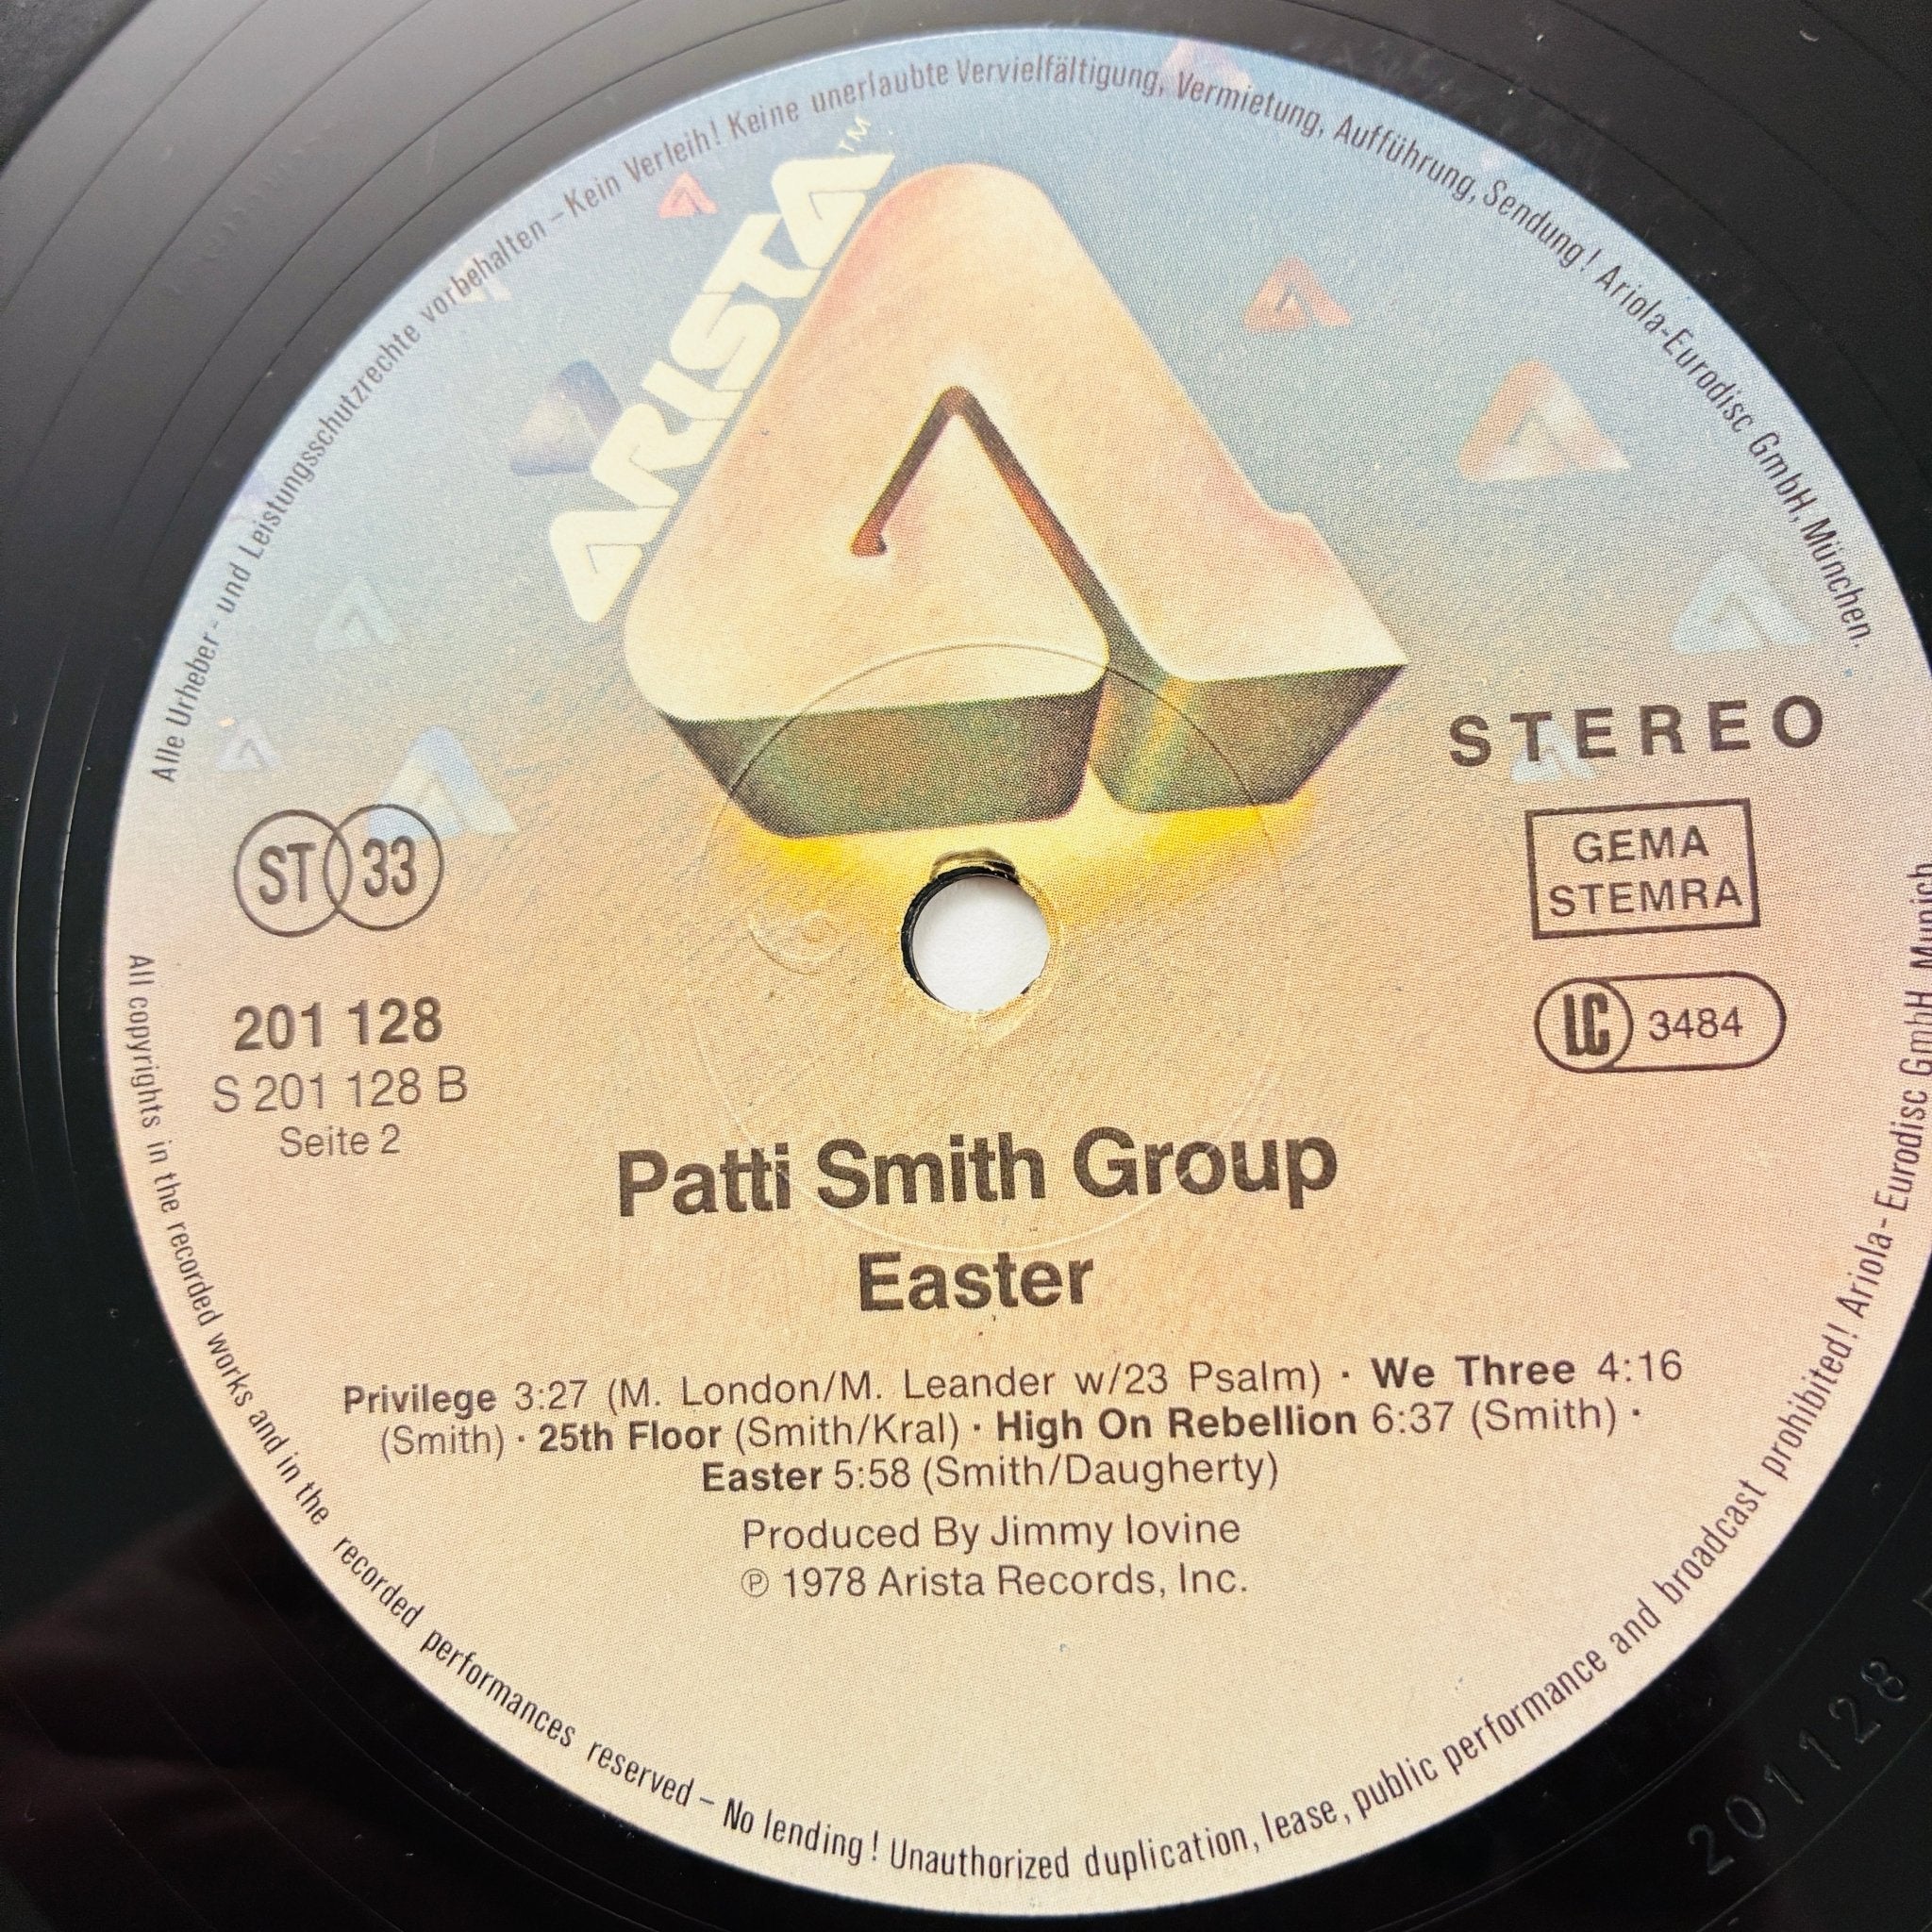 Alle Urheber- und Leistungsschutzrechte vorbehalten – Kein Verleih! Keine unerlaubte Vervielfältigung, Vermietung, Aufführung, Sendung! Ariola-Eurodisc GmbH, München.
ARISTA™
STEREO
ST 33
GEMA
STEMRA
201 128
S 201 128 B
Seite 2
LC 3484
Patti Smith Group
Easter
Privilege 3:27 (M. London/M. Leander w/23 Psalm) · We Three 4:16
(Smith) · 25th Floor (Smith/Kral) · High On Rebellion 6:37 (Smith) ·
Easter 5:58 (Smith/Daugherty)
Produced By Jimmy Iovine
℗ 1978 Arista Records, Inc.
All copyrights in the recorded works and in the recorded performances reserved – No lending! Unauthorized duplication, lease, public performance and broadcast prohibited! Ariola-Eurodisc GmbH Munich
201128